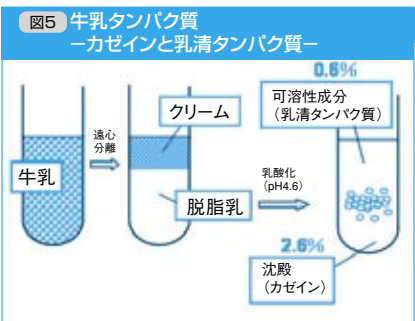 図5 牛乳タンパク質
−カゼインと乳清タンパク質−
0.6%
可溶性成分
（乳清タンパク質）
クリーム
遠心
分離
牛乳
乳酸化
（pH4.6）
脱脂乳
2.6%
沈殿
（カゼイン）